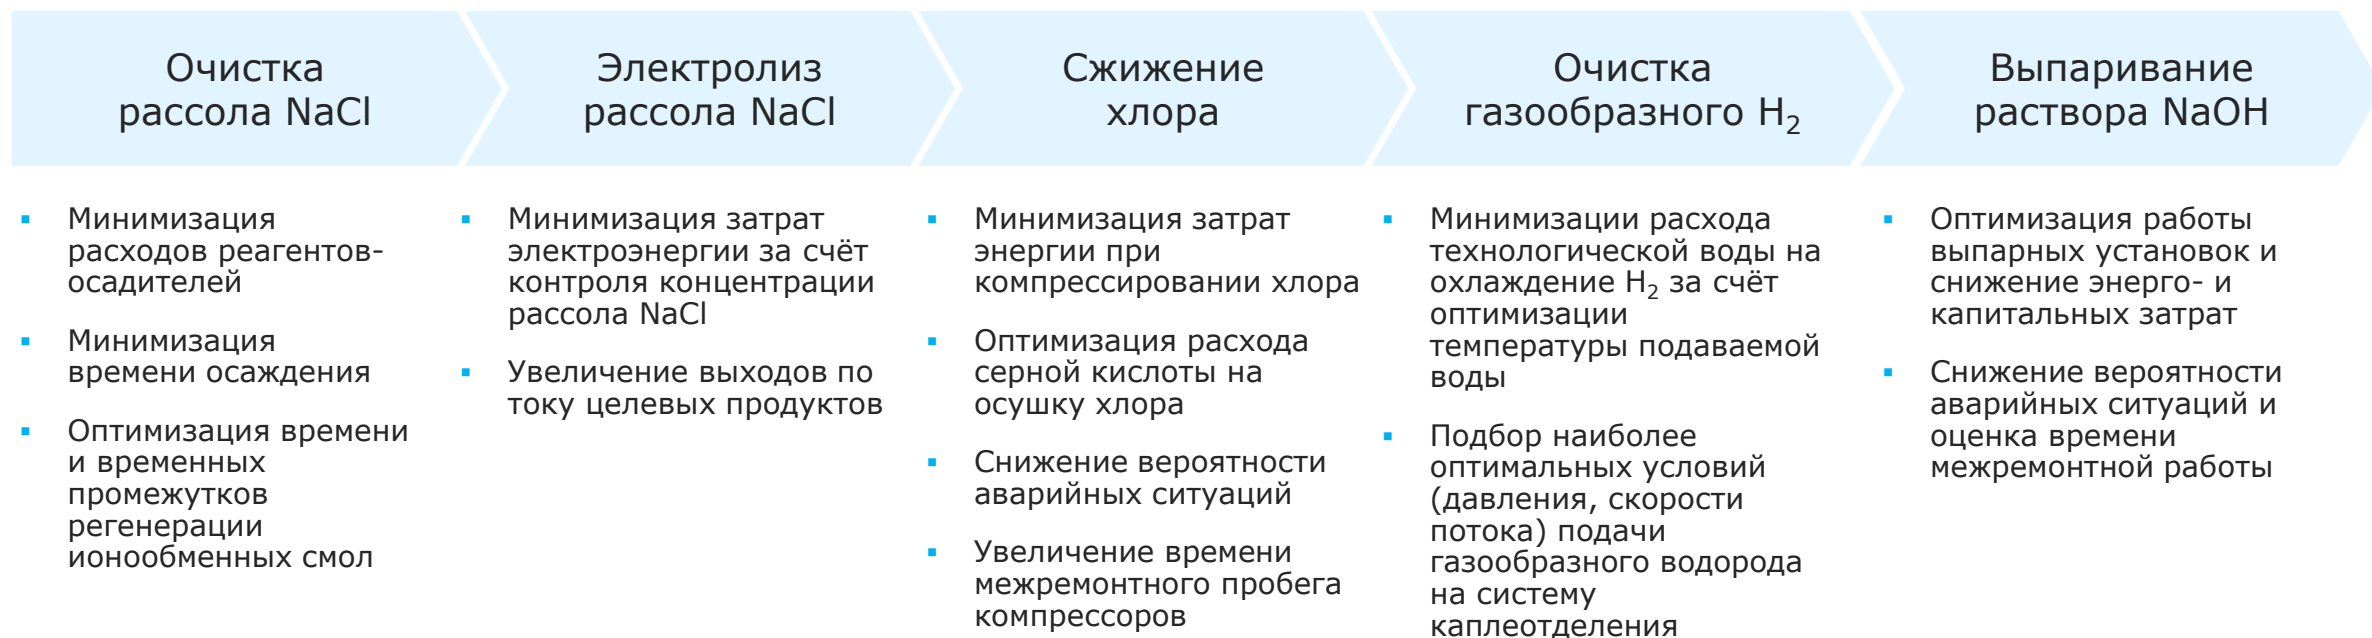 Очистка
рассола NaCl
Электролиз
рассола NaCl
Сжижение
хлора
Очистка
газообразного H₂
Выпаривание
раствора NaOH
▪ Минимизация
расходов реагентов-
осадителей
▪ Минимизация
времени осаждения
▪ Оптимизация времени
и временных
промежутков
регенерации
ионообменных смол
▪ Минимизация затрат
электроэнергии за счёт
контроля концентрации
рассола NaCl
▪ Увеличение выходов по
току целевых продуктов
▪ Минимизация затрат
энергии при
компрессировании хлора
▪ Оптимизация расхода
серной кислоты на
осушку хлора
▪ Снижение вероятности
аварийных ситуаций
▪ Увеличение времени
межремонтного пробега
компрессоров
▪ Минимизации расхода
технологической воды на
охлаждение H₂ за счёт
оптимизации
температуры подаваемой
воды
▪ Подбор наиболее
оптимальных условий
(давления, скорости
потока) подачи
газообразного водорода
на систему
каплеотделения
▪ Оптимизация работы
выпарных установок и
снижение энерго- и
капитальных затрат
▪ Снижение вероятности
аварийных ситуаций и
оценка времени
межремонтной работы